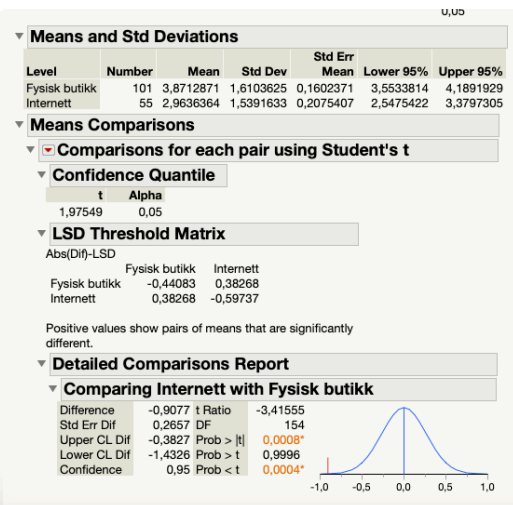 0,05
Means and Std Deviations
Std Err
Level Number Mean Std Dev Mean Lower 95% Upper 95%
Fysisk butikk 101 3,8712871 1,6103625 0,1602371 3,5533814 4,1891929
Internett 55 2,9636364 1,5391633 0,2075407 2,5475422 3,3797305
Means Comparisons
Comparisons for each pair using Student's t
Confidence Quantile
t Alpha
1,97549 0,05
LSD Threshold Matrix
Abs(Dif)-LSD
Fysisk butikk Internett
Fysisk butikk -0,44083 0,38268
Internett 0,38268 -0,59737
Positive values show pairs of means that are significantly
different.
Detailed Comparisons Report
Comparing Internett with Fysisk butikk
Difference -0,9077 t Ratio -3,41555
Std Err Dif 0,2657 DF 154
Upper CL Dif -0,3827 Prob > |t| 0,0008*
Lower CL Dif -1,4326 Prob > t 0,9996
Confidence 0,95 Prob < t 0,0004*
-1,0 -0,5 0,0 0,5 1,0